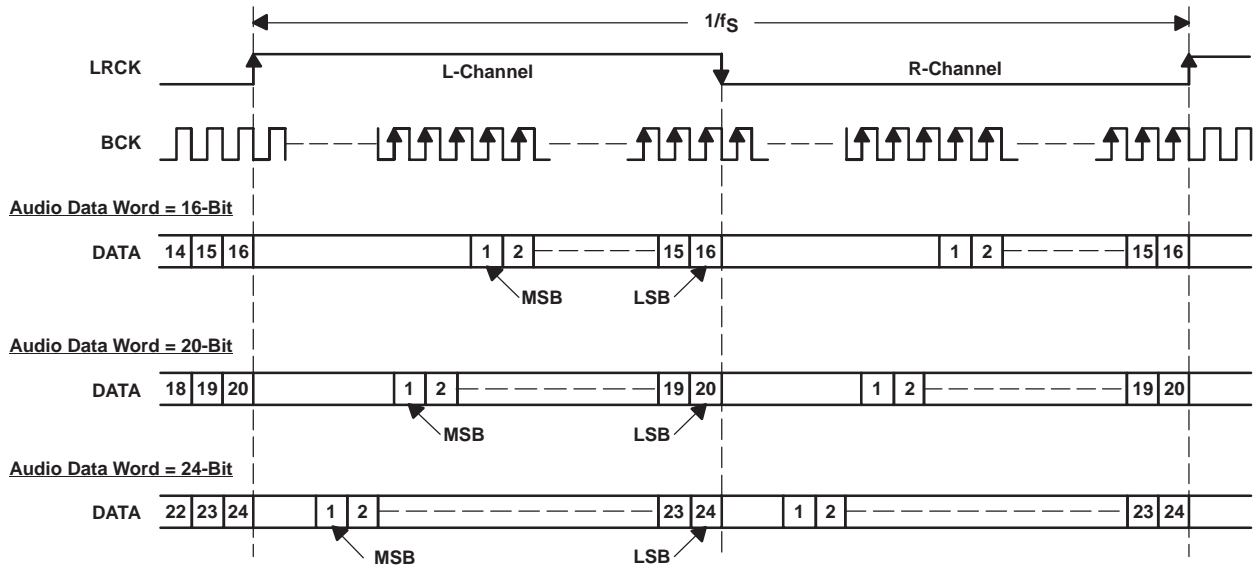 1/fS
LRCK
L-Channel
R-Channel
BCK
Audio Data Word = 16-Bit
DATA 14 15 16 1 2 15 16 1 2 15 16
MSB LSB
Audio Data Word = 20-Bit
DATA 18 19 20 1 2 19 20 1 2 19 20
MSB LSB
Audio Data Word = 24-Bit
DATA 22 23 24 1 2 23 24 1 2 23 24
MSB LSB